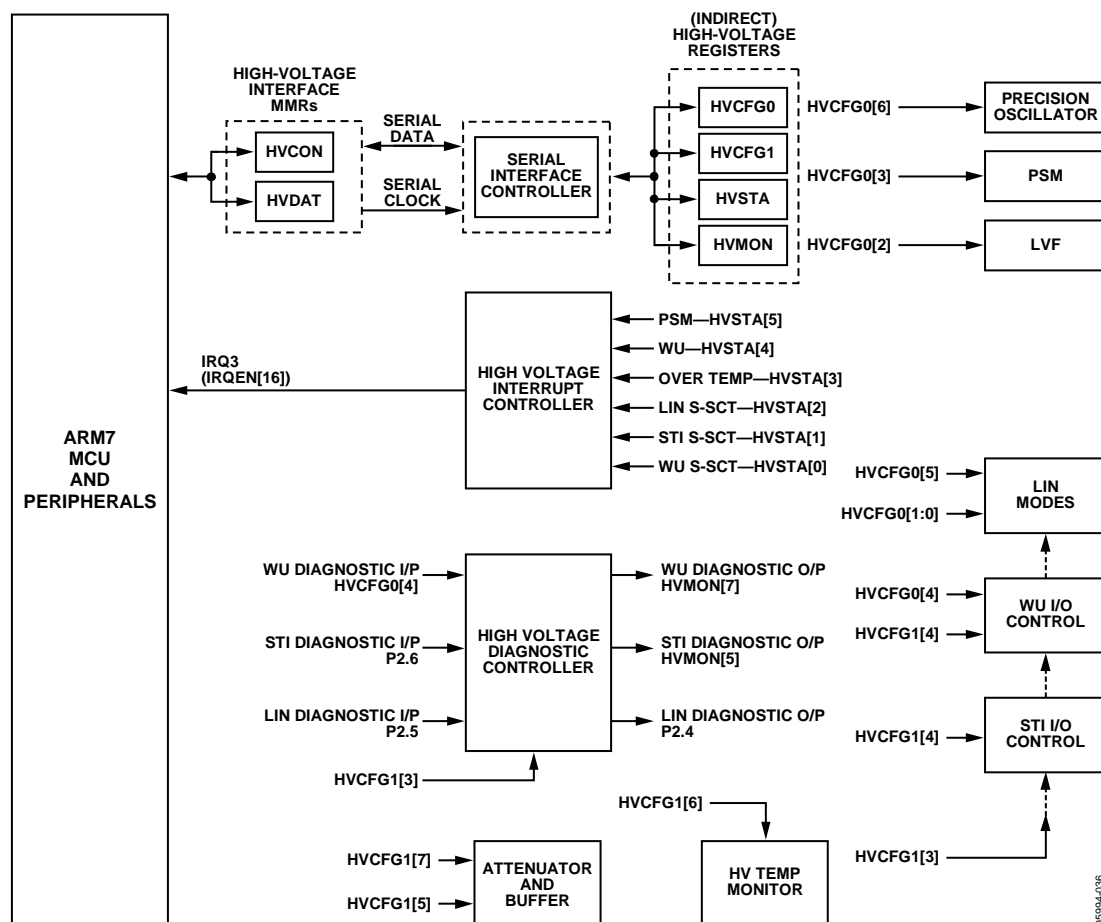 (INDIRECT)
HIGH-VOLTAGE
REGISTERS
HIGH-VOLTAGE
INTERFACE
MMRs
HVCON
HVDAT
SERIAL
DATA
SERIAL
CLOCK
SERIAL
INTERFACE
CONTROLLER
HVCFG0
HVCFG1
HVSTA
HVMON
HVCFG0[6]
PRECISION
OSCILLATOR
HVCFG0[3]
PSM
HVCFG0[2]
LVF
ARM7
MCU
AND
PERIPHERALS
IRQ3
(IRQEN[16])
HIGH VOLTAGE
INTERRUPT
CONTROLLER
PSM—HVSTA[5]
WU—HVSTA[4]
OVER TEMP—HVSTA[3]
LIN S-SCT—HVSTA[2]
STI S-SCT—HVSTA[1]
WU S-SCT—HVSTA[0]
HVCFG0[5]
HVCFG0[1:0]
LIN
MODES
WU DIAGNOSTIC I/P
HVCFG0[4]
STI DIAGNOSTIC I/P
P2.6
LIN DIAGNOSTIC I/P
P2.5
HIGH VOLTAGE
DIAGNOSTIC
CONTROLLER
WU DIAGNOSTIC O/P
HVMON[7]
STI DIAGNOSTIC O/P
HVMON[5]
LIN DIAGNOSTIC O/P
P2.4
HVCFG1[3]
HVCFG0[4]
HVCFG1[4]
WU I/O
CONTROL
HVCFG1[4]
STI I/O
CONTROL
HVCFG1[3]
HVCFG1[7]
HVCFG1[5]
ATTENUATOR
AND
BUFFER
HVCFG1[6]
HV TEMP
MONITOR
05994-036